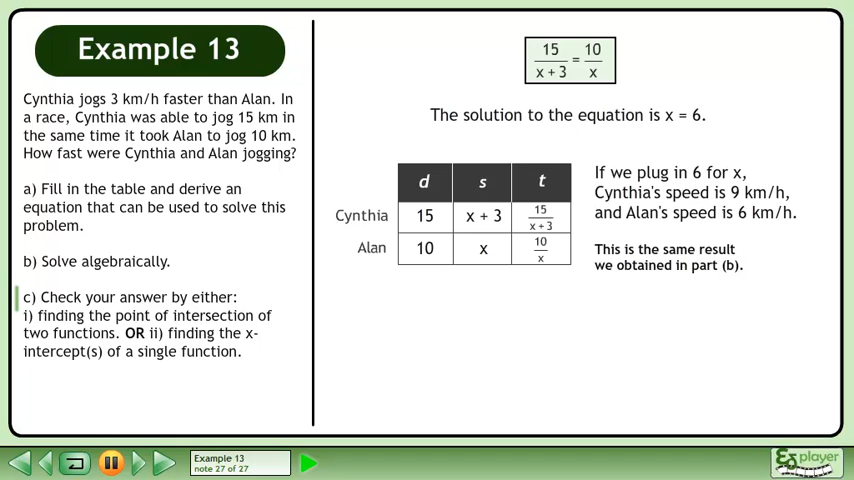 Example 13
Cynthia jogs 3 km/h faster than Alan. In
a race, Cynthia was able to jog 15 km in
the same time it took Alan to jog 10 km.
How fast were Cynthia and Alan jogging?
a) Fill in the table and derive an
equation that can be used to solve this
problem.
b) Solve algebraically.
c) Check your answer by either:
i) finding the point of intersection of
two functions. OR ii) finding the x-
intercept(s) of a single function.
15/(x + 3) = 10/x
The solution to the equation is x = 6.
d s t
Cynthia 15 x + 3 15/(x + 3)
Alan 10 x 10/x
If we plug in 6 for x,
Cynthia's speed is 9 km/h,
and Alan's speed is 6 km/h.
This is the same result
we obtained in part (b).
Example 13
note 27 of 27
player